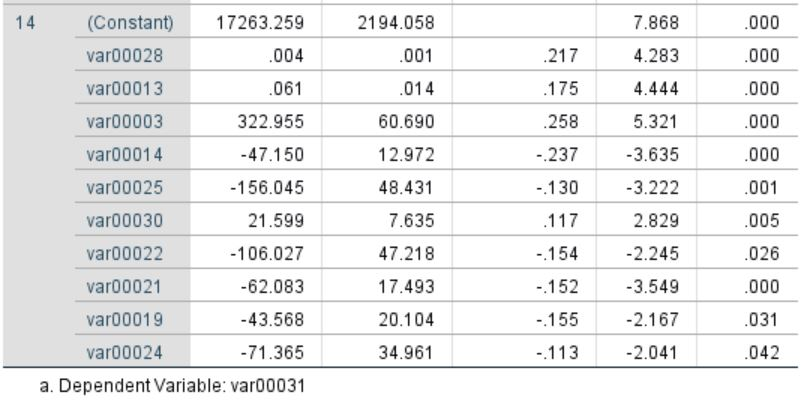 14 (Constant) 17263.259 2194.058 7.868 .000
var00028 .004 .001 .217 4.283 .000
var00013 .061 .014 .175 4.444 .000
var00003 322.955 60.690 .258 5.321 .000
var00014 -47.150 12.972 -.237 -3.635 .000
var00025 -156.045 48.431 -.130 -3.222 .001
var00030 21.599 7.635 .117 2.829 .005
var00022 -106.027 47.218 -.154 -2.245 .026
var00021 -62.083 17.493 -.152 -3.549 .000
var00019 -43.568 20.104 -.155 -2.167 .031
var00024 -71.365 34.961 -.113 -2.041 .042
a. Dependent Variable: var00031